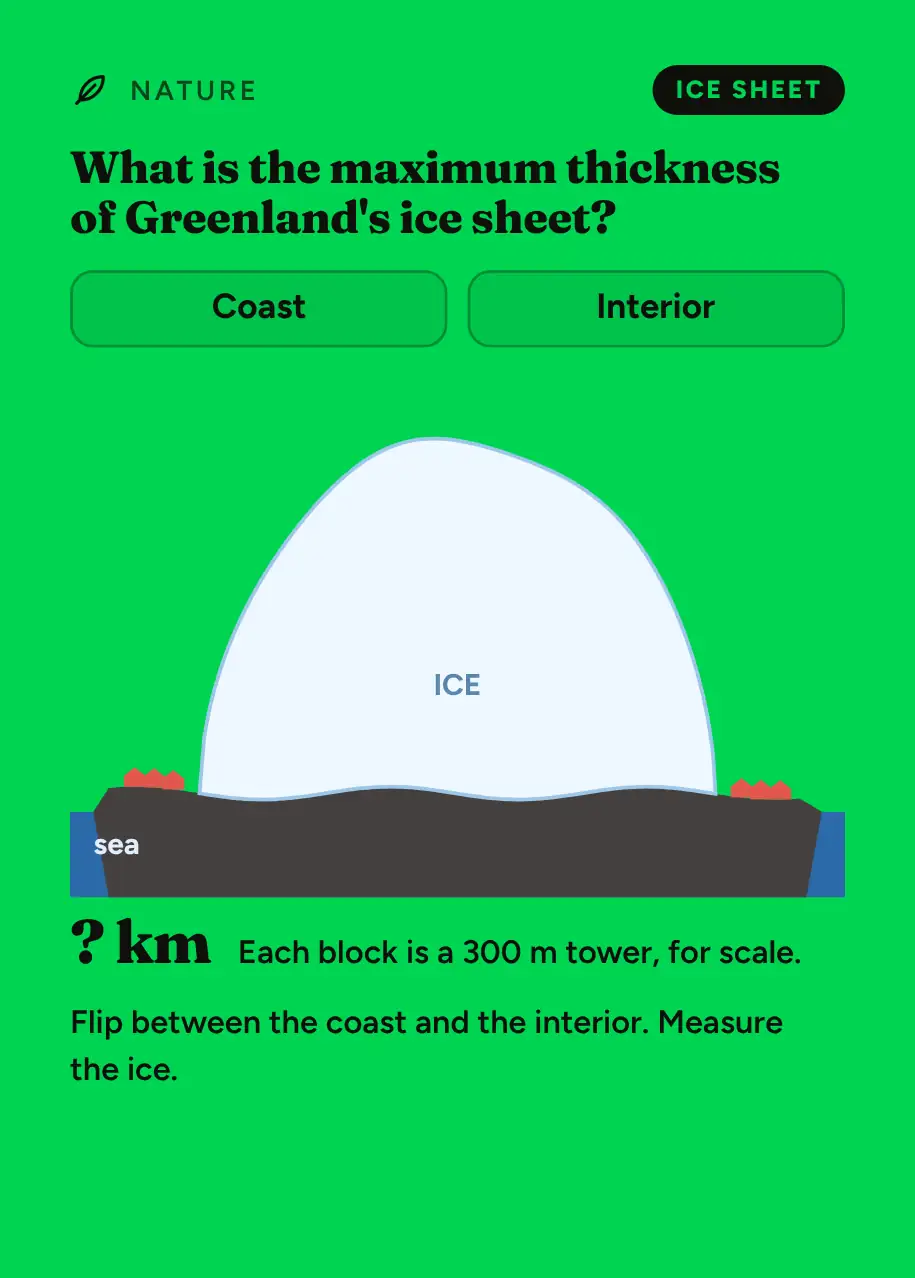 NATURE
ICE SHEET
What is the maximum thickness
of Greenland's ice sheet?
Coast
Interior
ICE
sea
? km
Each block is a 300 m tower, for scale.
Flip between the coast and the interior. Measure
the ice.